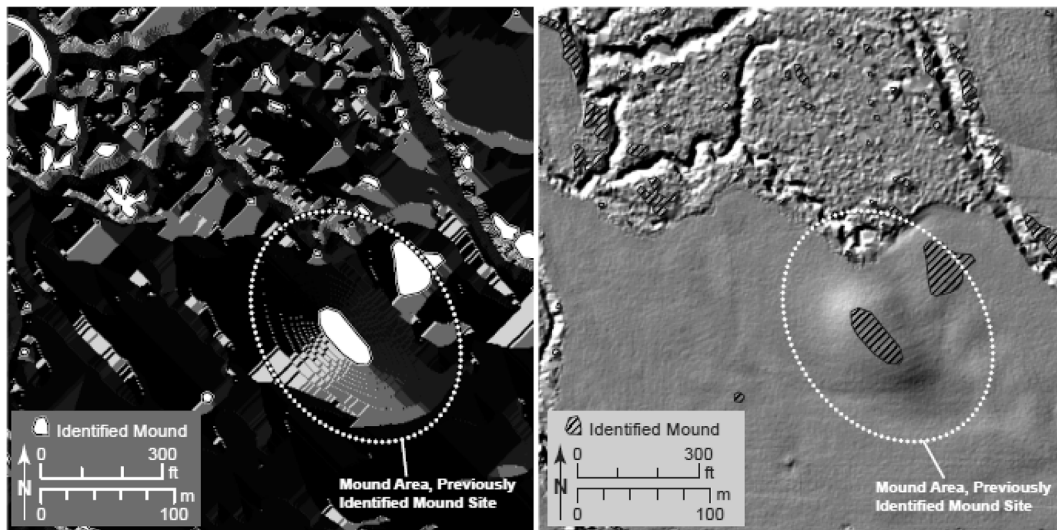 Identified Mound
0 300
ft
N
m
0 100
Mound Area, Previously
Identified Mound Site
Identified Mound
0 300
ft
N
m
0 100
Mound Area, Previously
Identified Mound Site